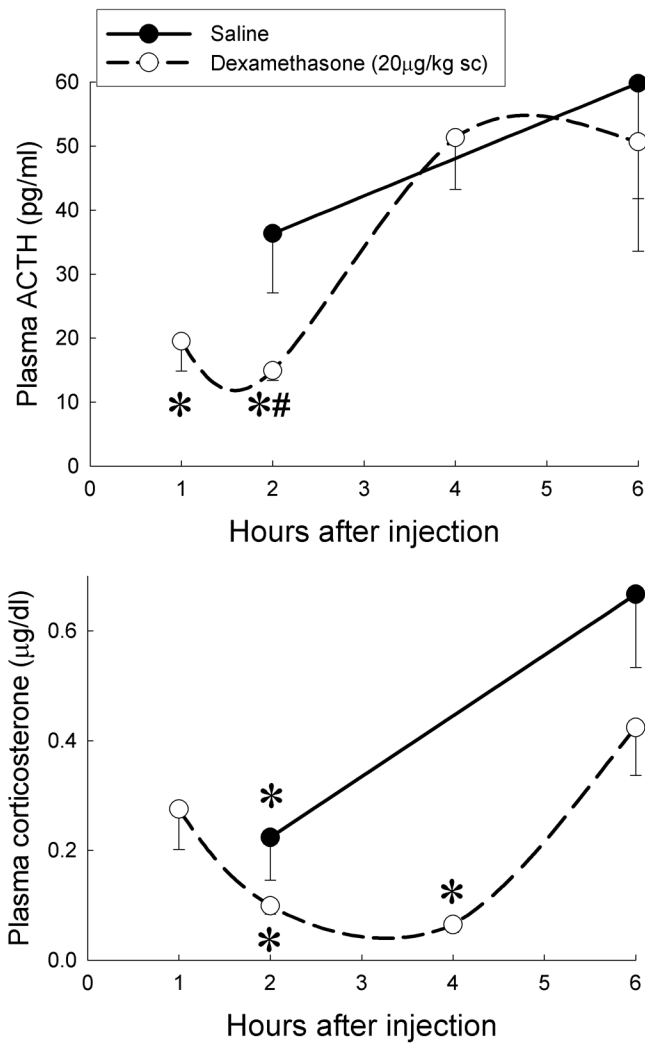 Saline
Dexamethasone (20μg/kg sc)
Plasma ACTH (pg/ml)
60
50
40
30
20
10
0
* *#
0 1 2 3 4 5 6
Hours after injection
Plasma corticosterone (μg/dl)
0.6
0.4
*
*
0.2
*
0.0
0 1 2 3 4 5 6
Hours after injection